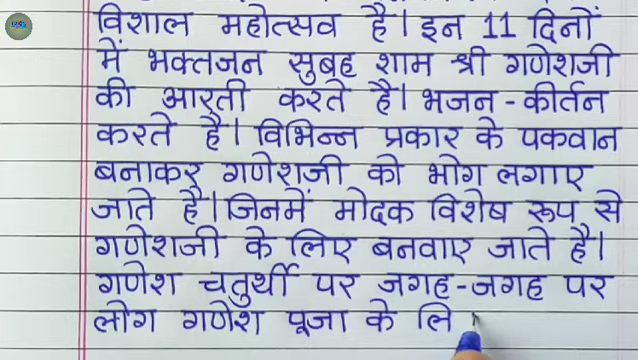 विशाल महोत्सव है। इन 11 दिनों
में भक्तजन सुबह शाम श्री गणेशजी
की आरती करते है। भजन - कीर्तन
करते है। विभिन्न प्रकार के पकवान
बनाकर गणेशजी को भोग लगाए
जाते है। जिनमें मोदक विशेष रूप से
गणेशजी के लिए बनवाए जाते है।
गणेश चतुर्थी पर जगह-जगह पर
लोग गणेश पूजा के लि